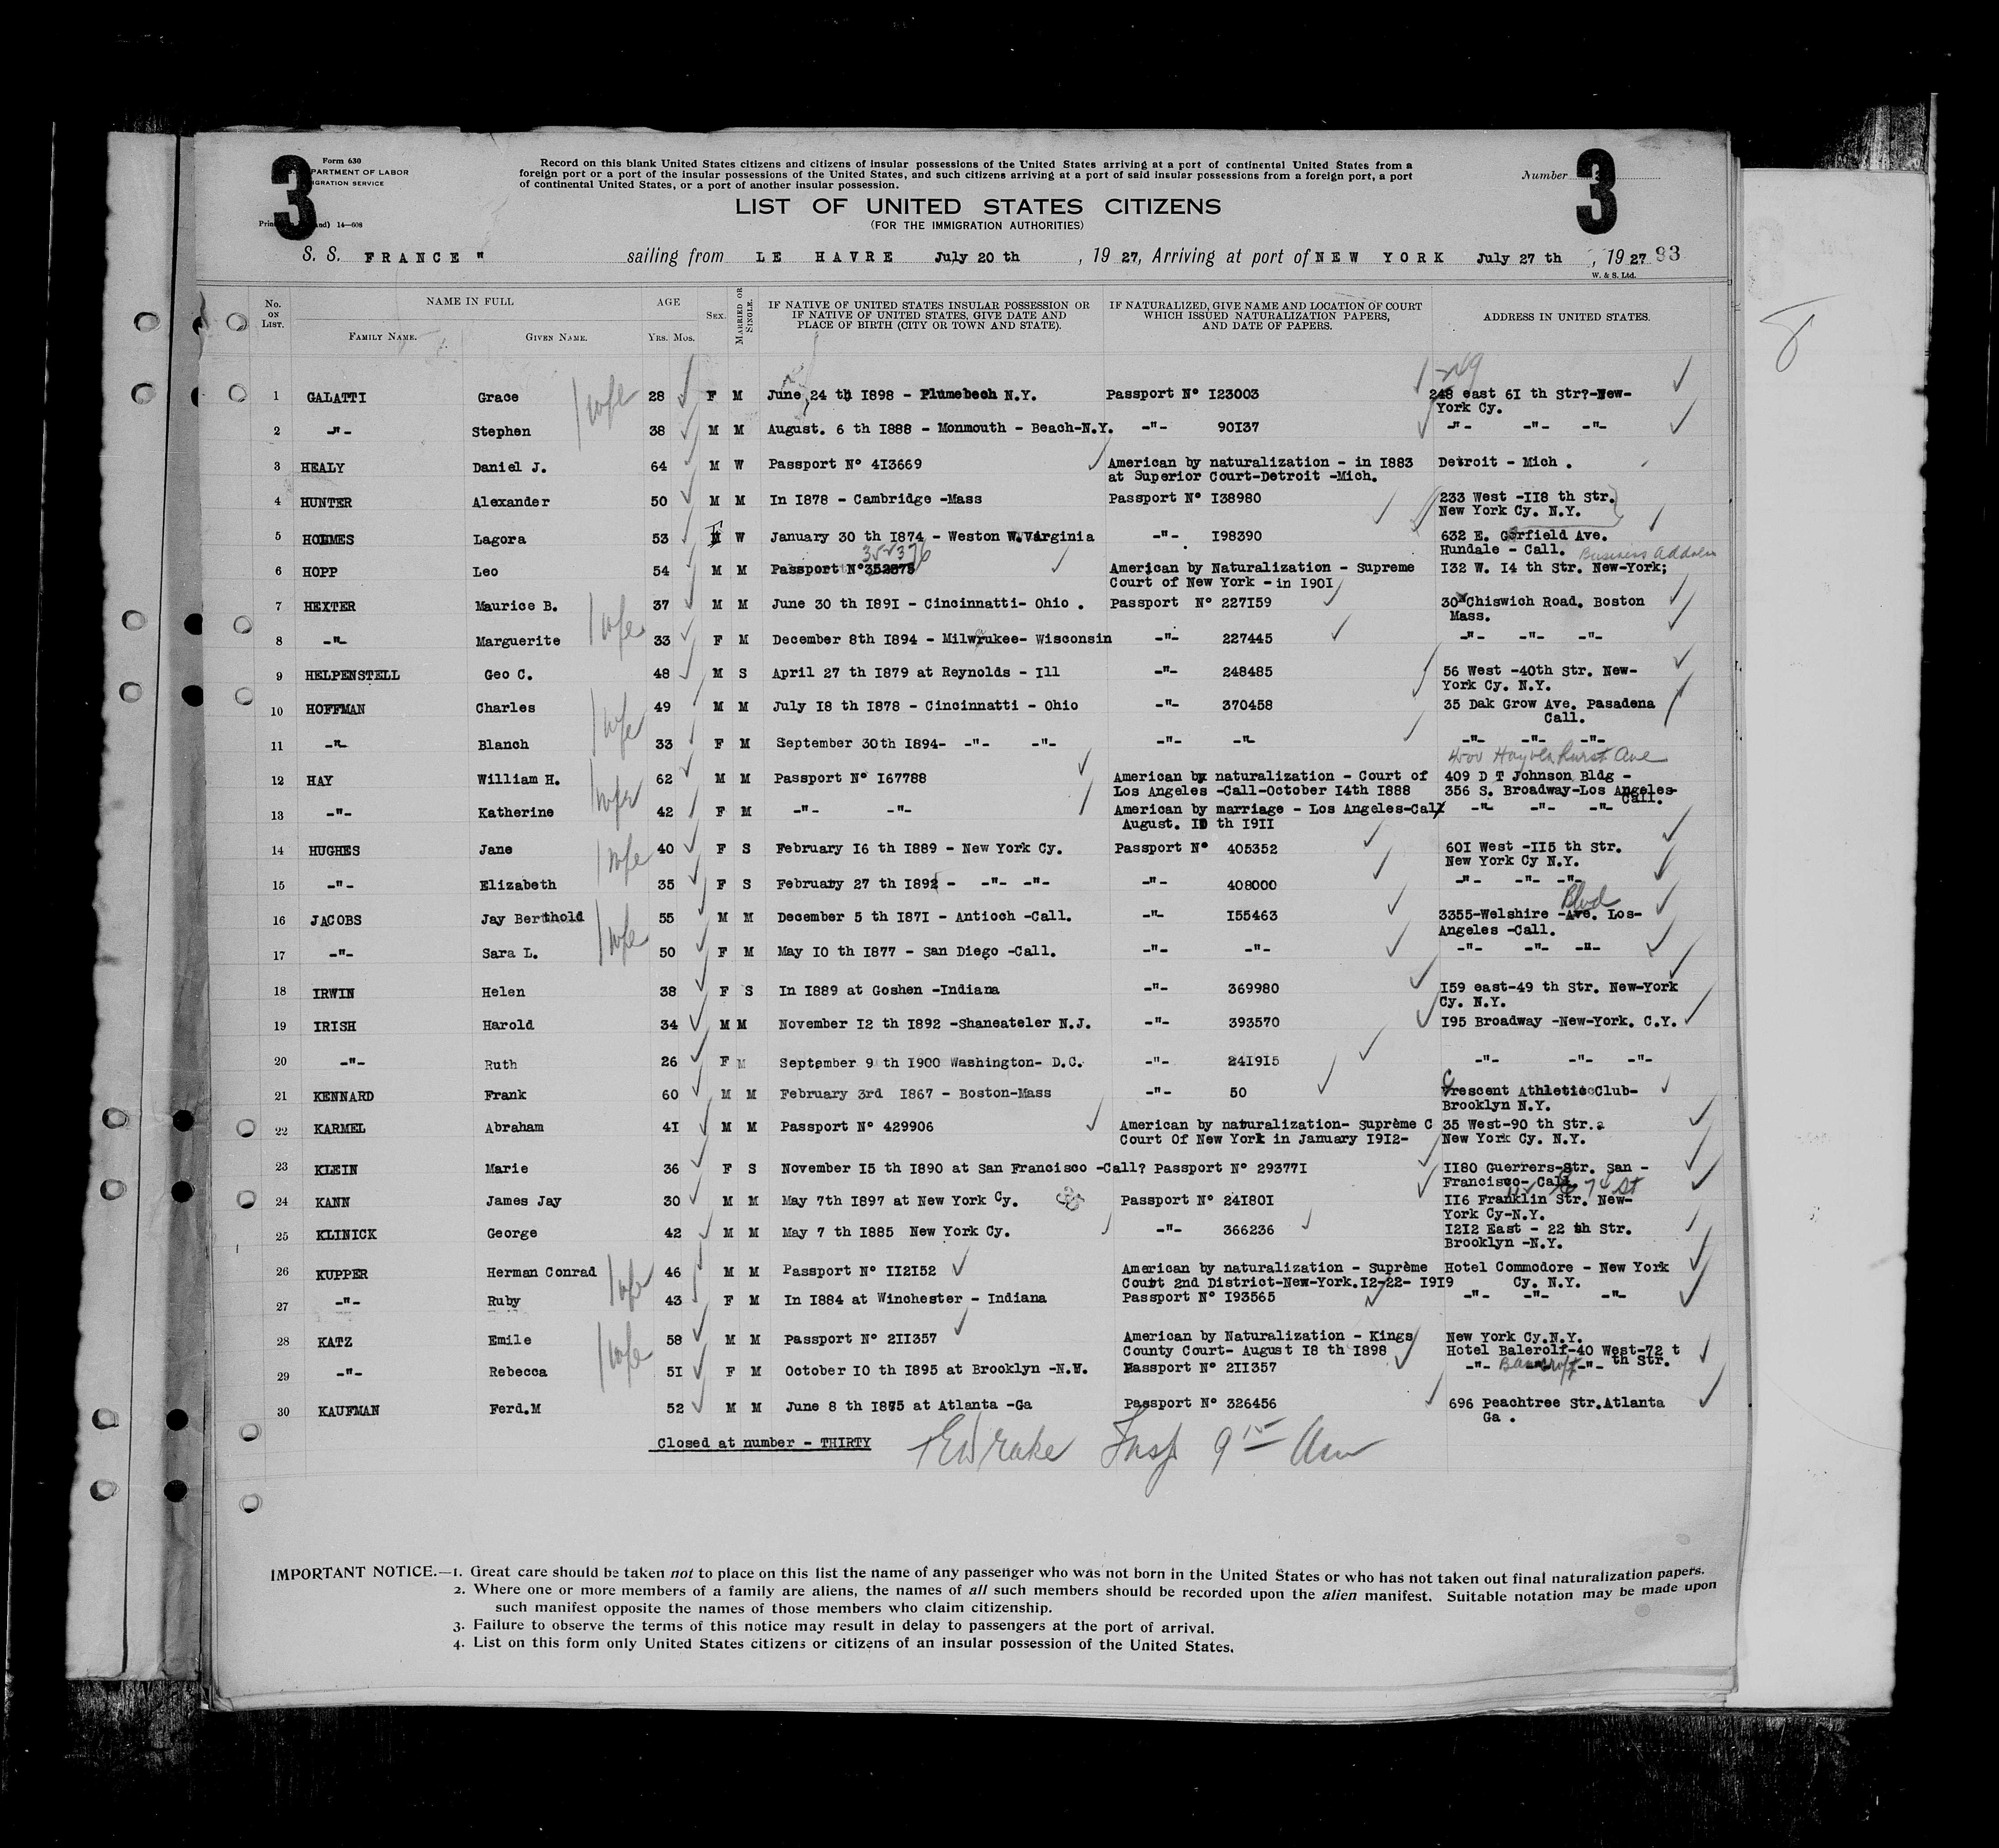 3
Form 630
PARTMENT OF LABOR
IGRATION SERVICE
14—608
Record on this blank United States citizens and citizens of insular possessions of the United States arriving at a port of continental United States from a
foreign port or a port of the insular possessions of the United States, and such citizens arriving at a port of said insular possessions from a foreign port, a port
of continental United States, or a port of another insular possession.
Number 3
LIST OF UNITED STATES CITIZENS
(FOR THE IMMIGRATION AUTHORITIES)
S. S. FRANCE " sailing from LE HAVRE July 20 th , 19 27, Arriving at port of NEW YORK July 27 th , 19 27 93
W. & S. Ltd.
No. ON LIST. NAME IN FULL AGE SEX. MARRIED OR SINGLE. IF NATIVE OF UNITED STATES INSULAR POSSESSION OR IF NATIVE OF UNITED STATES, GIVE DATE AND PLACE OF BIRTH (CITY OR TOWN AND STATE). IF NATURALIZED, GIVE NAME AND LOCATION OF COURT WHICH ISSUED NATURALIZATION PAPERS, AND DATE OF PAPERS. ADDRESS IN UNITED STATES.
FAMILY NAME. GIVEN NAME. YRS. MOS.
8
249
1 GALATTI Grace wfe 28 F M June 24 th I898 - Plumebech N.Y. Passport N° I23003 248 east 6I th Str?-New-
York Cy.
2 -"- Stephen 38 M M August. 6 th I888 - Monmouth - Beach-N.Y. -"- 90I37 -"- -"- -"-
3 HEALY Daniel J. 64 M W Passport N° 4I3669 American by naturalization - in I883 Detroit - Mich .
at Superior Court-Detroit -Mich.
4 HUNTER Alexander 50 M M In I878 - Cambridge -Mass Passport N° I38980 233 West -II8 th Str.
New York Cy. N.Y.
5 HOLMES Lagora 53 F W January 30 th I874 - Weston W.Virginia -"- I98390 632 E. Garfield Ave.
Hundale - Call. Business Address
352376
6 HOPP Leo 54 M M Passport N°352875 American by Naturalization - Supreme I32 W. I4 th Str. New-York;
Court of New York - in I90I
7 HEXTER Maurice B. wfe 37 M M June 30 th I89I - Cincinnatti- Ohio . Passport N° 227I59 30 Chiswich Road. Boston
Mass.
8 -"- Marguerite 33 F M December 8th I894 - Milwrukee- Wisconsin -"- 227445 -"- -"- -"-
9 HELPENSTELL Geo C. 48 M S April 27 th I879 at Reynolds - Ill -"- 248485 56 West -40th Str. New-
York Cy. N.Y.
10 HOFFMAN Charles wfe 49 M M July I8 th I878 - Cincinnatti - Ohio -"- 370458 35 Dak Grow Ave. Pasadena
Call.
11 -"- Blanch 33 F M September 30th I894- -"- -"- -"- -"- -"- -"- -"-
Hayvenhurst Ave
12 HAY William H. wfe 62 M M Passport N° I67788 American by naturalization - Court of 409 D T Johnson Bldg -
Los Angeles -Call-October I4th I888 356 S. Broadway-Los Angeles-
Call.
13 -"- Katherine 42 F M -"- -"- American by marriage - Los Angeles-Call -"- -"- -"-
August. I0 th I9II
14 HUGHES Jane wfe 40 F S February I6 th I889 - New York Cy. Passport N° 405352 60I West -II5 th Str.
New York Cy N.Y.
15 -"- Elizabeth 35 F S February 27 th I892 - -"- -"- -"- 408000 -"- -"- -"-
Blvd
16 JACOBS Jay Berthold wfe 55 M M December 5 th I87I - Antioch -Call. -"- I55463 3355-Welshire -Ave. Los-
Angeles -Call.
17 -"- Sara L. 50 F M May I0 th I877 - San Diego -Call. -"- -"- -"- -"- -"-
18 IRWIN Helen 38 F S In I889 at Goshen -Indiana -"- 369980 I59 east-49 th Str. New-York
Cy. N.Y.
19 IRISH Harold 34 M M November I2 th I892 -Shaneateler N.J. -"- 393570 I95 Broadway -New-York. C.Y.
20 -"- Ruth 26 F M September 9 th I900 Washington- D.C. -"- 24I9I5 -"- -"- -"-
21 KENNARD Frank 60 M M February 3rd I867 - Boston-Mass -"- 50 Crescent Athletic Club-
Brooklyn N.Y.
22 KARMEL Abraham 4I M M Passport N° 429906 American by naturalization- Suprème C 35 West-90 th Str.
Court Of New York in January I9I2- New York Cy. N.Y.
23 KLEIN Marie 36 F S November I5 th I890 at San Francisco -Call? Passport N° 29377I II80 Guerrers-Str. San -
Francisco- Call.
74 St
24 KANN James Jay 30 M M May 7th I897 at New York Cy. Passport N° 24I80I II6 Franklin Str. New-
York Cy-N.Y.
25 KLINICK George 42 M M May 7 th I885 New York Cy. -"- 366236 I2I2 East - 22 th Str.
Brooklyn -N.Y.
26 KUPPER Herman Conrad wfe 46 M M Passport N° II2I52 American by naturalization - Suprème Hotel Commodore - New York
Court 2nd District-New-York.I2-22- I9I9 Cy. N.Y.
27 -"- Ruby 43 F M In I884 at Winchester - Indiana Passport N° I93565 -"- -"- -"-
28 KATZ Emile wfe 58 M M Passport N° 2II357 American by Naturalization - Kings New York Cy.N.Y.
County Court- August I8 th I898 Hotel Balerolf-40 West-72 t
th Str.
29 -"- Rebecca 5I F M October I0 th I895 at Brooklyn -N.Y. Passport N° 2II357 -"- Bancroft -"-
30 KAUFMAN Ferd.M 52 M M June 8 th I875 at Atlanta -Ga Passport N° 326456 696 Peachtree Str.Atlanta
Ga .
Closed at number - THIRTY Drake Insp 9 15 Am
IMPORTANT NOTICE.—1. Great care should be taken not to place on this list the name of any passenger who was not born in the United States or who has not taken out final naturalization papers.
2. Where one or more members of a family are aliens, the names of all such members should be recorded upon the alien manifest. Suitable notation may be made upon
such manifest opposite the names of those members who claim citizenship.
3. Failure to observe the terms of this notice may result in delay to passengers at the port of arrival.
4. List on this form only United States citizens or citizens of an insular possession of the United States.